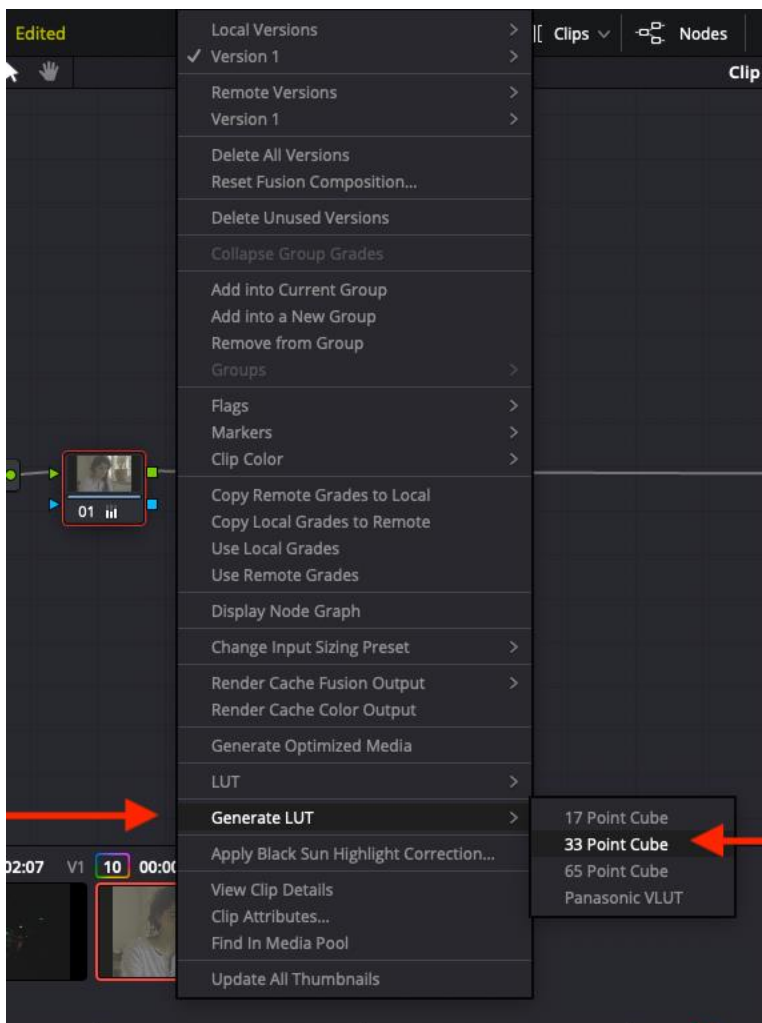 Edited
Clips
Nodes
Clip
Local Versions
Version 1
Remote Versions
Version 1
Delete All Versions
Reset Fusion Composition...
Delete Unused Versions
Collapse Group Grades
Add into Current Group
Add into a New Group
Remove from Group
Groups
Flags
Markers
Clip Color
Copy Remote Grades to Local
Copy Local Grades to Remote
Use Local Grades
Use Remote Grades
Display Node Graph
Change Input Sizing Preset
Render Cache Fusion Output
Render Cache Color Output
Generate Optimized Media
LUT
Generate LUT
Apply Black Sun Highlight Correction...
View Clip Details
Clip Attributes...
Find In Media Pool
Update All Thumbnails
17 Point Cube
33 Point Cube
65 Point Cube
Panasonic VLUT
01
02:07 V1 10 00:00